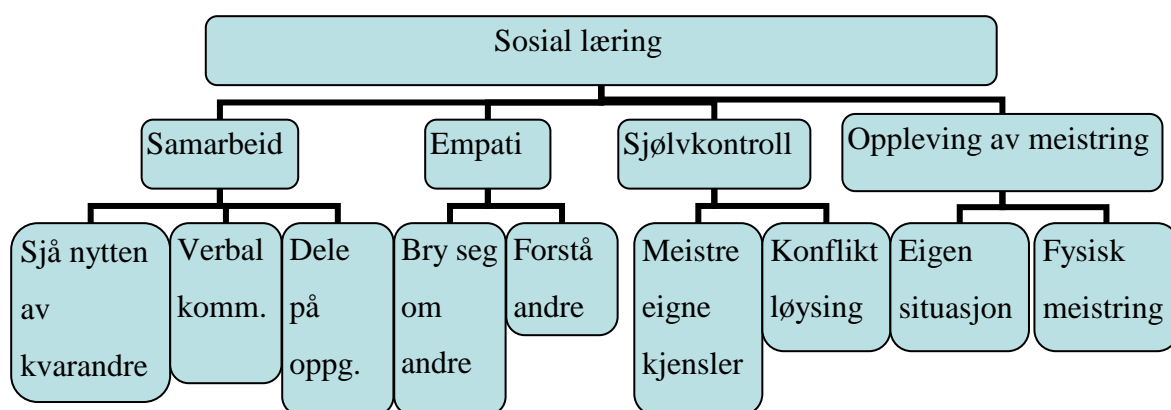 Sosial læring
Samarbeid
Empati
Sjølvkontroll
Oppleving av meistring
Sjå nytten
av
kvarandre
Verbal
komm.
Dele
på
oppg.
Bry seg
om
andre
Forstå
andre
Meistre
eigne
kjensler
Konflikt
løysing
Eigen
situasjon
Fysisk
meistring